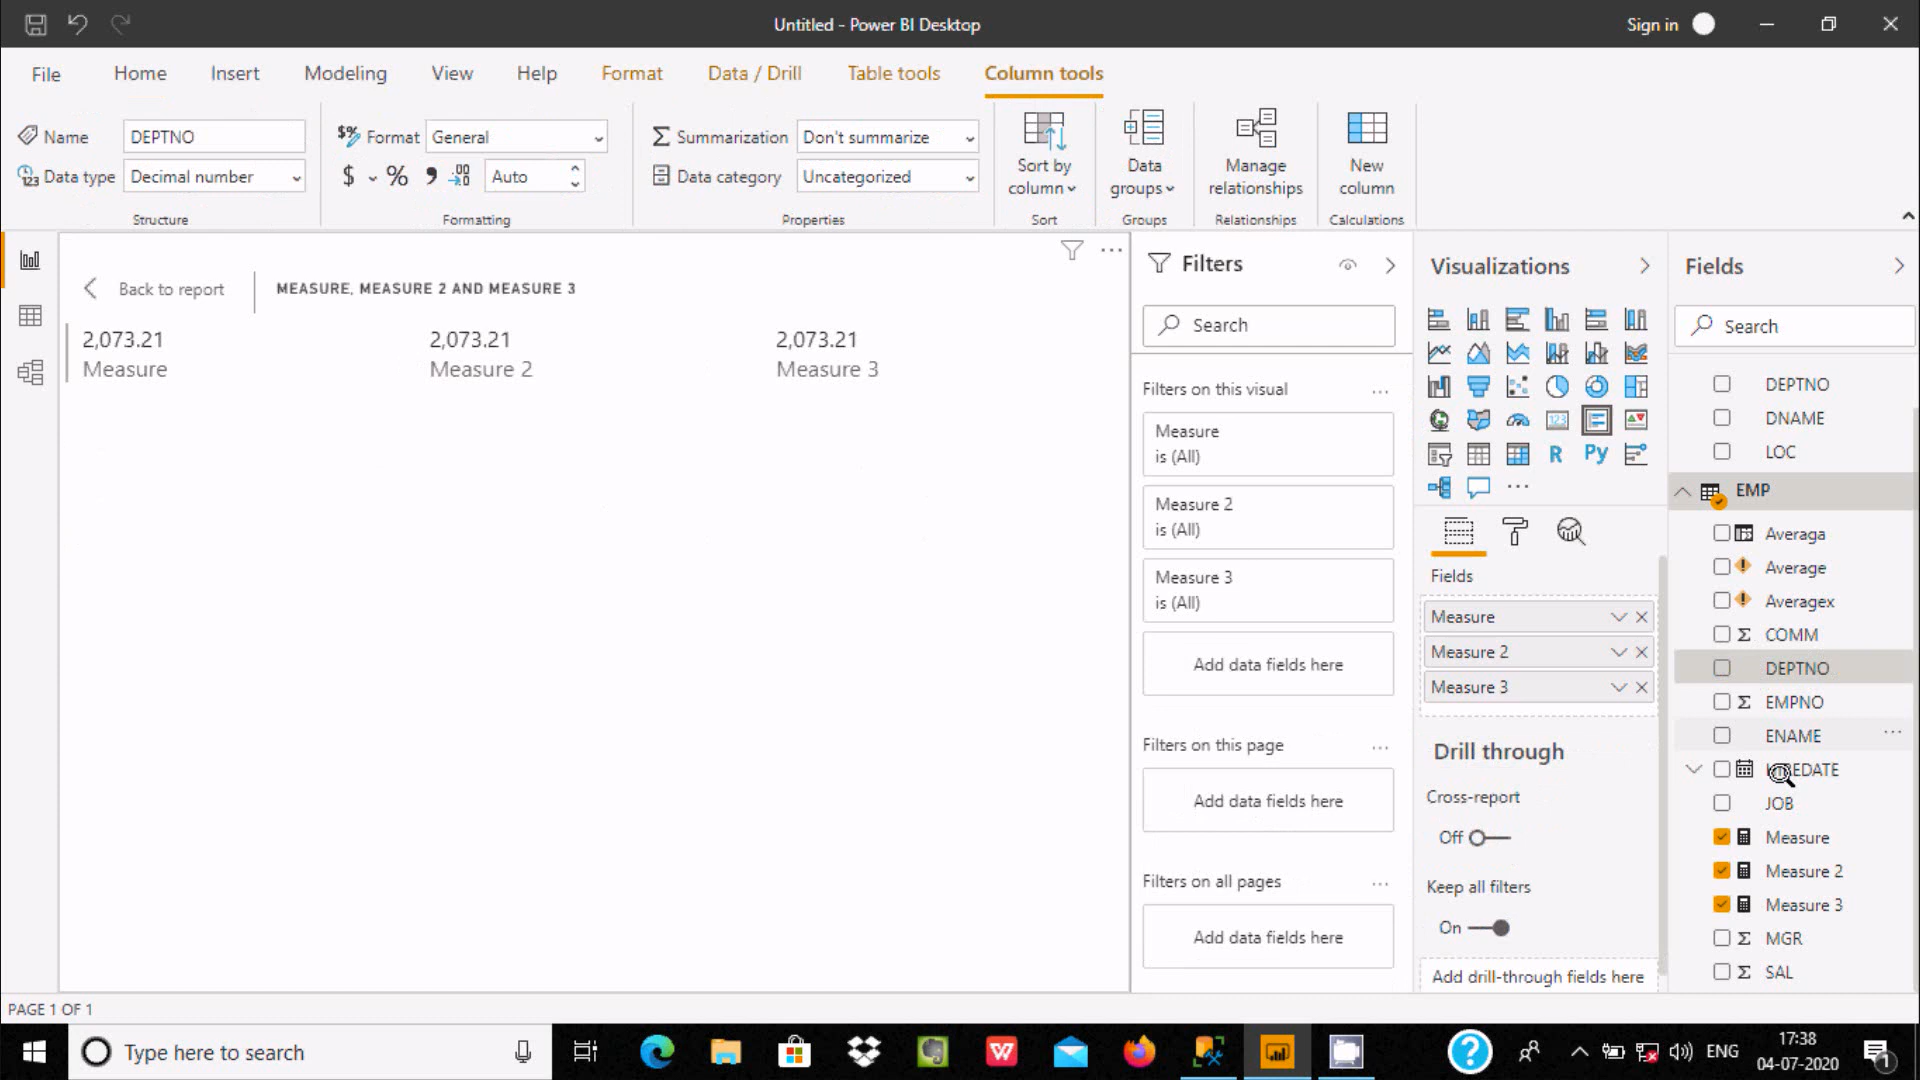 Untitled - Power BI Desktop
Sign in
File
Home
Insert
Modeling
View
Help
Format
Data / Drill
Table tools
Column tools
Name
DEPTNO
Data type
Decimal number
Structure
Format
General
$
%
Auto
Formatting
Summarization
Don't summarize
Data category
Uncategorized
Properties
Sort by
column
Sort
Data
groups
Groups
Manage
relationships
Relationships
New
column
Calculations
Back to report
MEASURE, MEASURE 2 AND MEASURE 3
2,073.21
Measure
2,073.21
Measure 2
2,073.21
Measure 3
Filters
Search
Filters on this visual
Measure
is (All)
Measure 2
is (All)
Measure 3
is (All)
Add data fields here
Filters on this page
Add data fields here
Filters on all pages
Add data fields here
Visualizations
R
Py
Fields
Measure
Measure 2
Measure 3
Drill through
Cross-report
Off
Keep all filters
On
Add drill-through fields here
Fields
Search
DEPTNO
DNAME
LOC
EMP
Averaga
Average
Averagex
COMM
DEPTNO
EMPNO
ENAME
JOB
Measure
Measure 2
Measure 3
MGR
SAL
PAGE 1 OF 1
Type here to search
ENG
17:38
04-07-2020
1